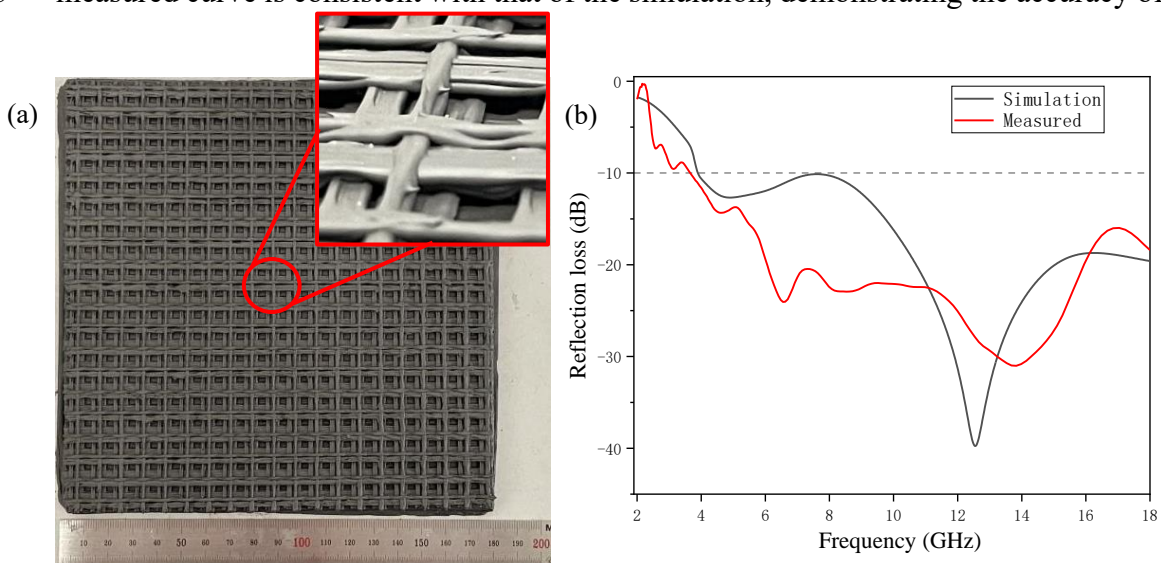 measured curve is consistent with that of the simulation, demonstrating the accuracy of
(a)
10 20 30 40 50 60 70 80 90 100 110 120 130 140 150 160 170 180 190 200
(b)
Simulation
Measured
0
-10
-20
-30
-40
Reflection loss (dB)
2 4 6 8 10 12 14 16 18
Frequency (GHz)